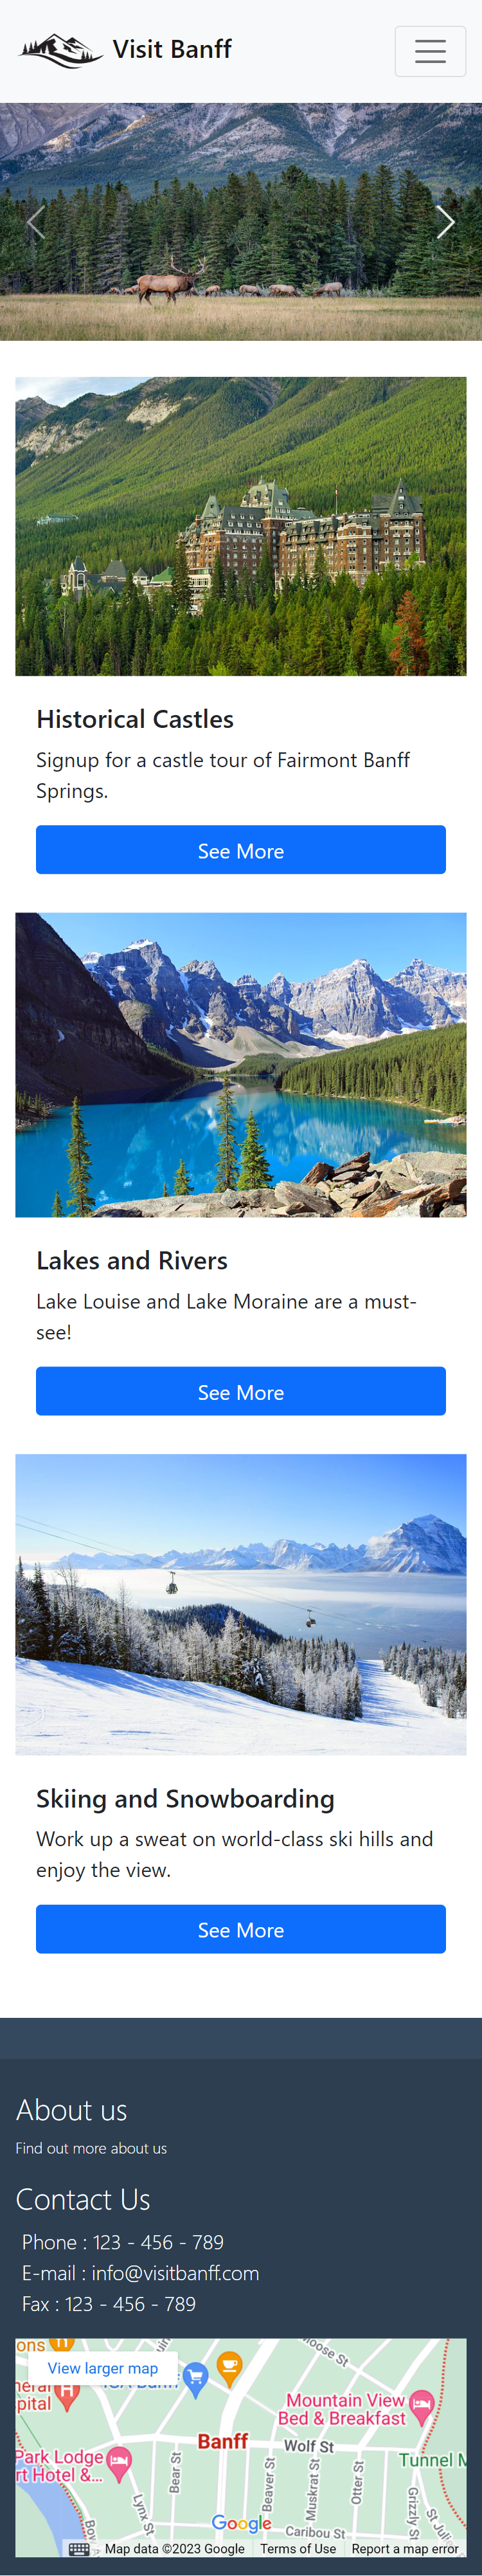 Visit Banff
Historical Castles
Signup for a castle tour of Fairmont Banff
Springs.
See More
Lakes and Rivers
Lake Louise and Lake Moraine are a must-
see!
See More
Skiing and Snowboarding
Work up a sweat on world-class ski hills and
enjoy the view.
See More
About us
Find out more about us
Contact Us
Phone : 123 - 456 - 789
E-mail : info@visitbanff.com
Fax : 123 - 456 - 789
ons
View larger map
Banff
Mountain View
Bed & Breakfast
Banff
Wolf St
Park Lodge
rt Hotel &...
Tunnel M
Bear St
Beaver St
Muskrat St
Otter St
Lynx St
Grizzly St
St Juli
Caribou St
Google
Map data ©2023 Google
Terms of Use
Report a map error